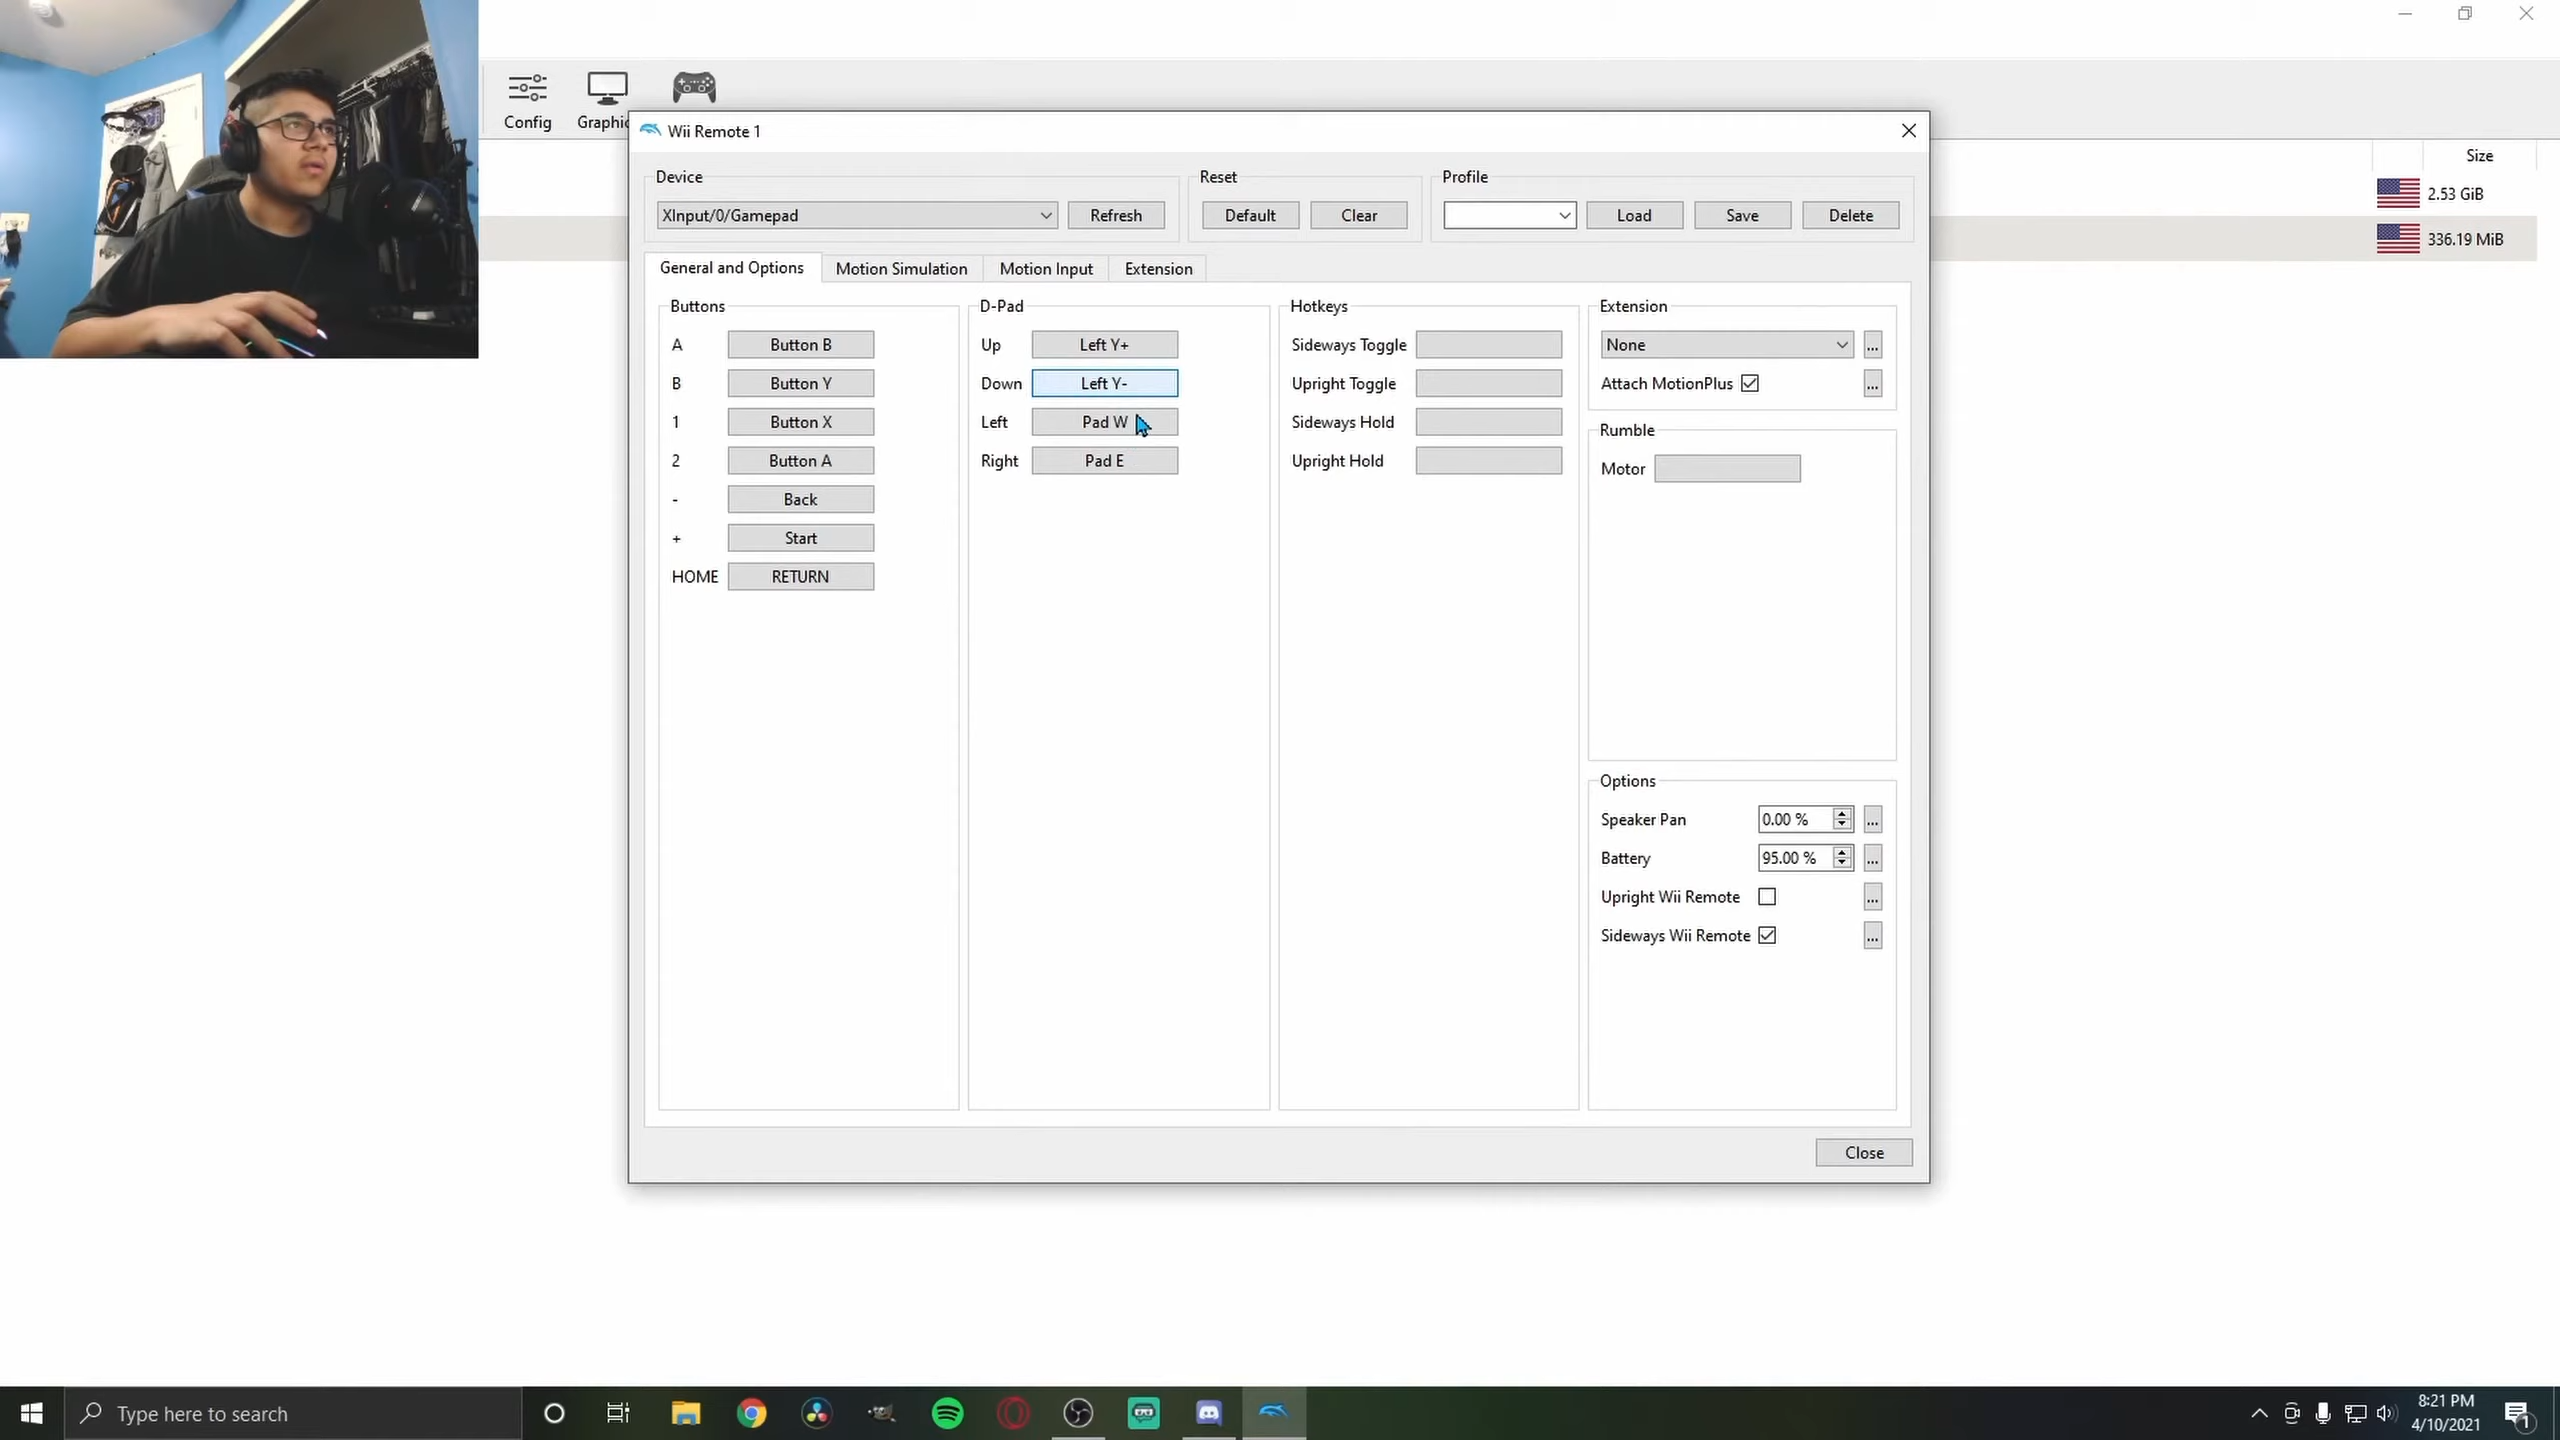 Config
Graphic
Wii Remote 1
Device
Reset
Profile
XInput/0/Gamepad
Refresh
Default
Clear
Load
Save
Delete
General and Options
Motion Simulation
Motion Input
Extension
Buttons
A Button B
B Button Y
1 Button X
2 Button A
- Back
+ Start
HOME RETURN
D-Pad
Up Left Y+
Down Left Y-
Left Pad W
Right Pad E
Hotkeys
Sideways Toggle
Upright Toggle
Sideways Hold
Upright Hold
Extension
None
...
Attach MotionPlus
...
Rumble
Motor
Options
Speaker Pan 0.00 % ...
Battery 95.00 % ...
Upright Wii Remote ...
Sideways Wii Remote ...
Close
Size
2.53 GiB
336.19 MiB
Type here to search
8:21 PM
4/10/2021
1